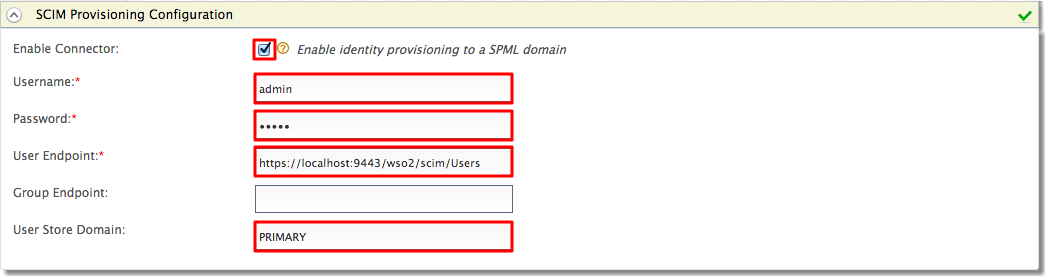 SCIM Provisioning Configuration
Enable Connector: Enable identity provisioning to a SPML domain
Username:* admin
Password:* •••••
User Endpoint:* https://localhost:9443/wso2/scim/Users
Group Endpoint:
User Store Domain: PRIMARY